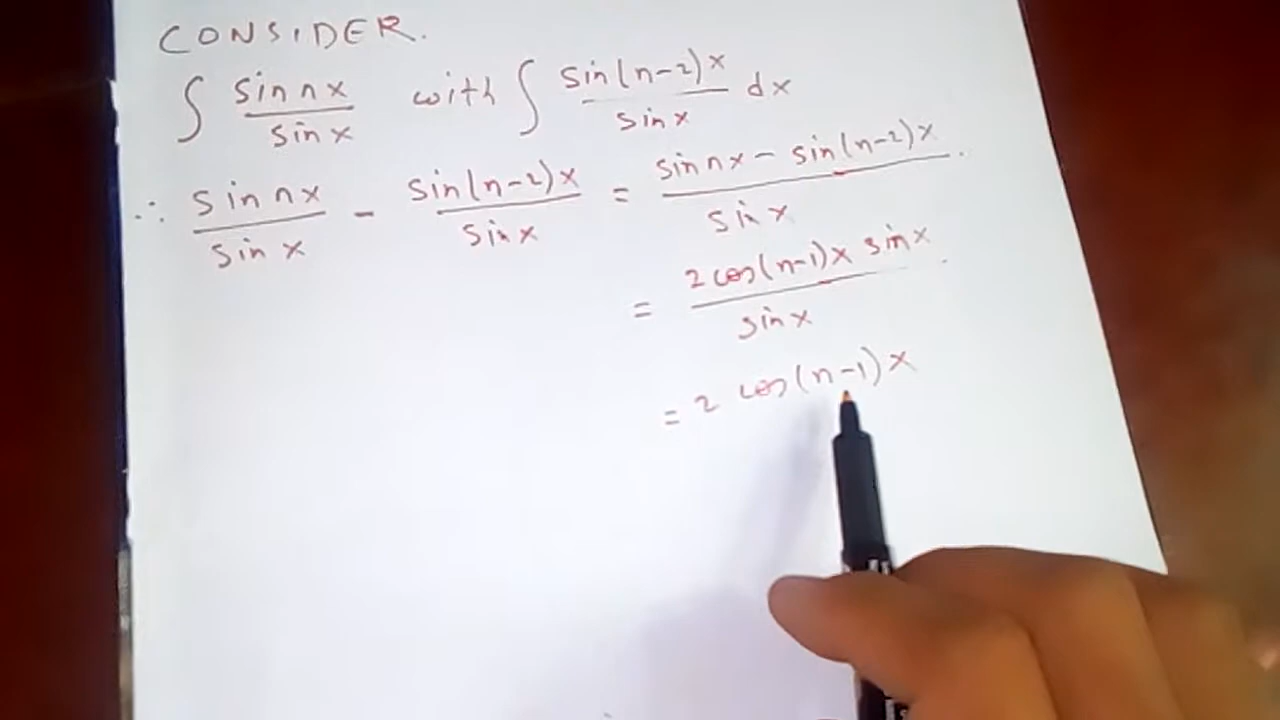 CONSIDER.
∫ sin nx / sin x with ∫ sin(n-2)x / sin x dx
∴ sin nx / sin x - sin(n-2)x / sin x = sin nx - sin(n-2)x / sin x .
= 2 cos(n-1)x sin x / sin x .
= 2 cos(n-1)x